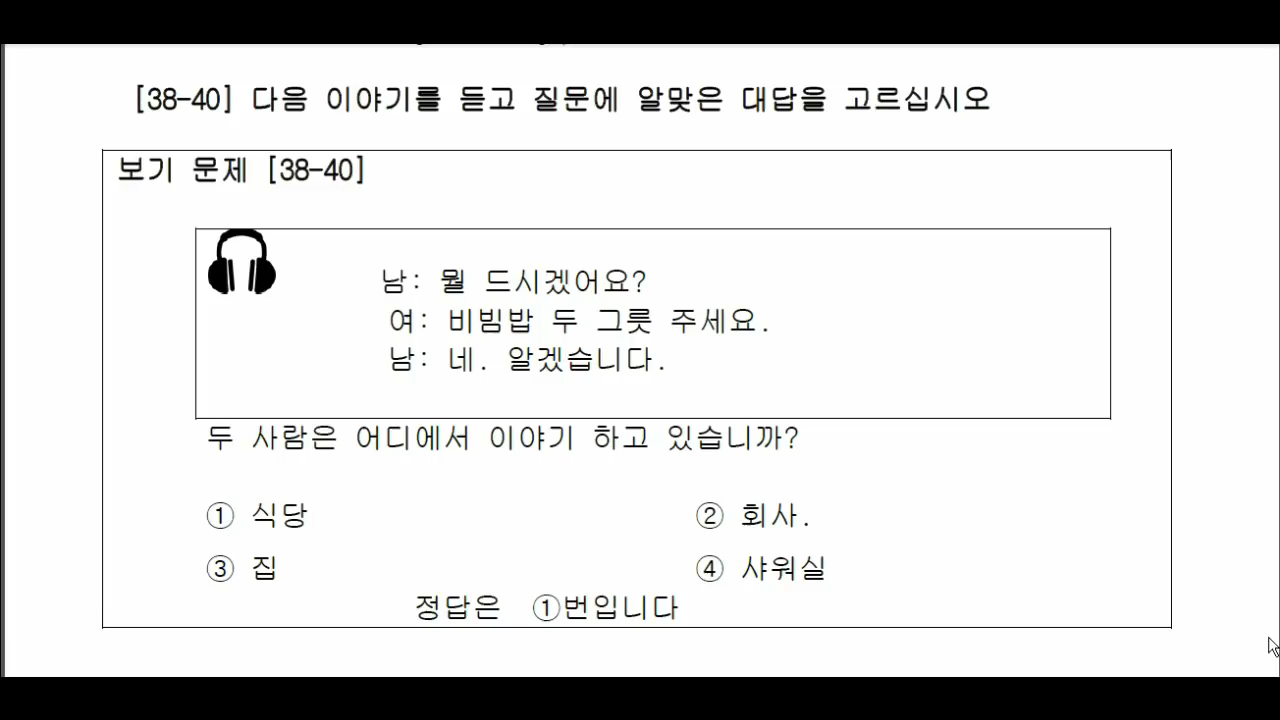 [38-40] 다음 이야기를 듣고 질문에 알맞은 대답을 고르십시오
보기 문제 [38-40]
남: 뭘 드시겠어요?
여: 비빔밥 두 그릇 주세요.
남: 네. 알겠습니다.
두 사람은 어디에서 이야기 하고 있습니까?
① 식당 ② 회사.
③ 집 ④ 샤워실
정답은 ①번입니다